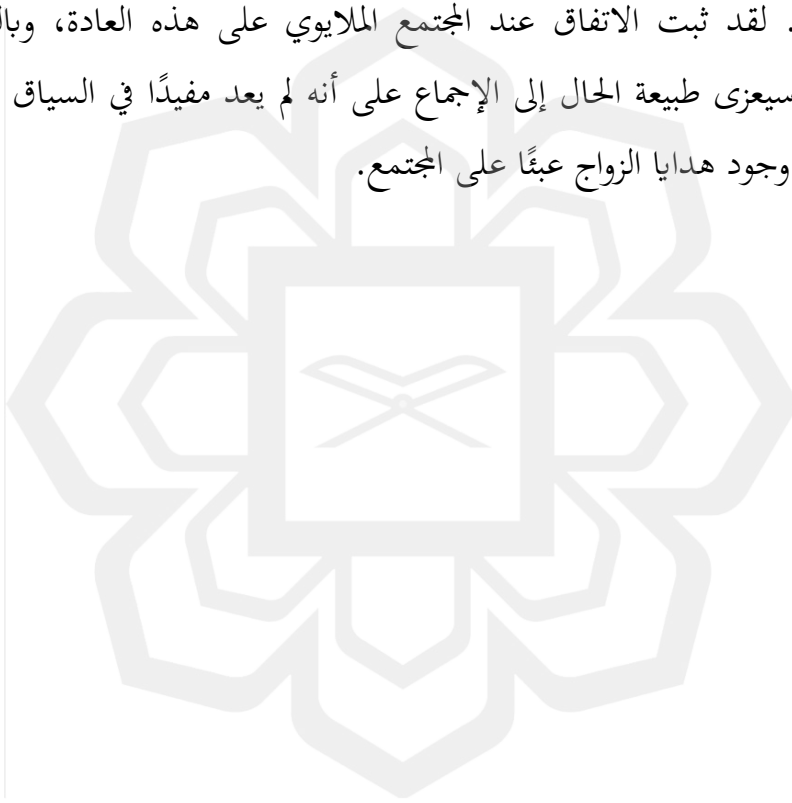 . لقد ثبت الاتفاق عند المجتمع الملايوي على هذه العادة، وبال
سيعزى طبيعة الحال إلى الإجماع على أنه لم يعد مفيدًا في السياق
وجود هدايا الزواج عبئًا على المجتمع.